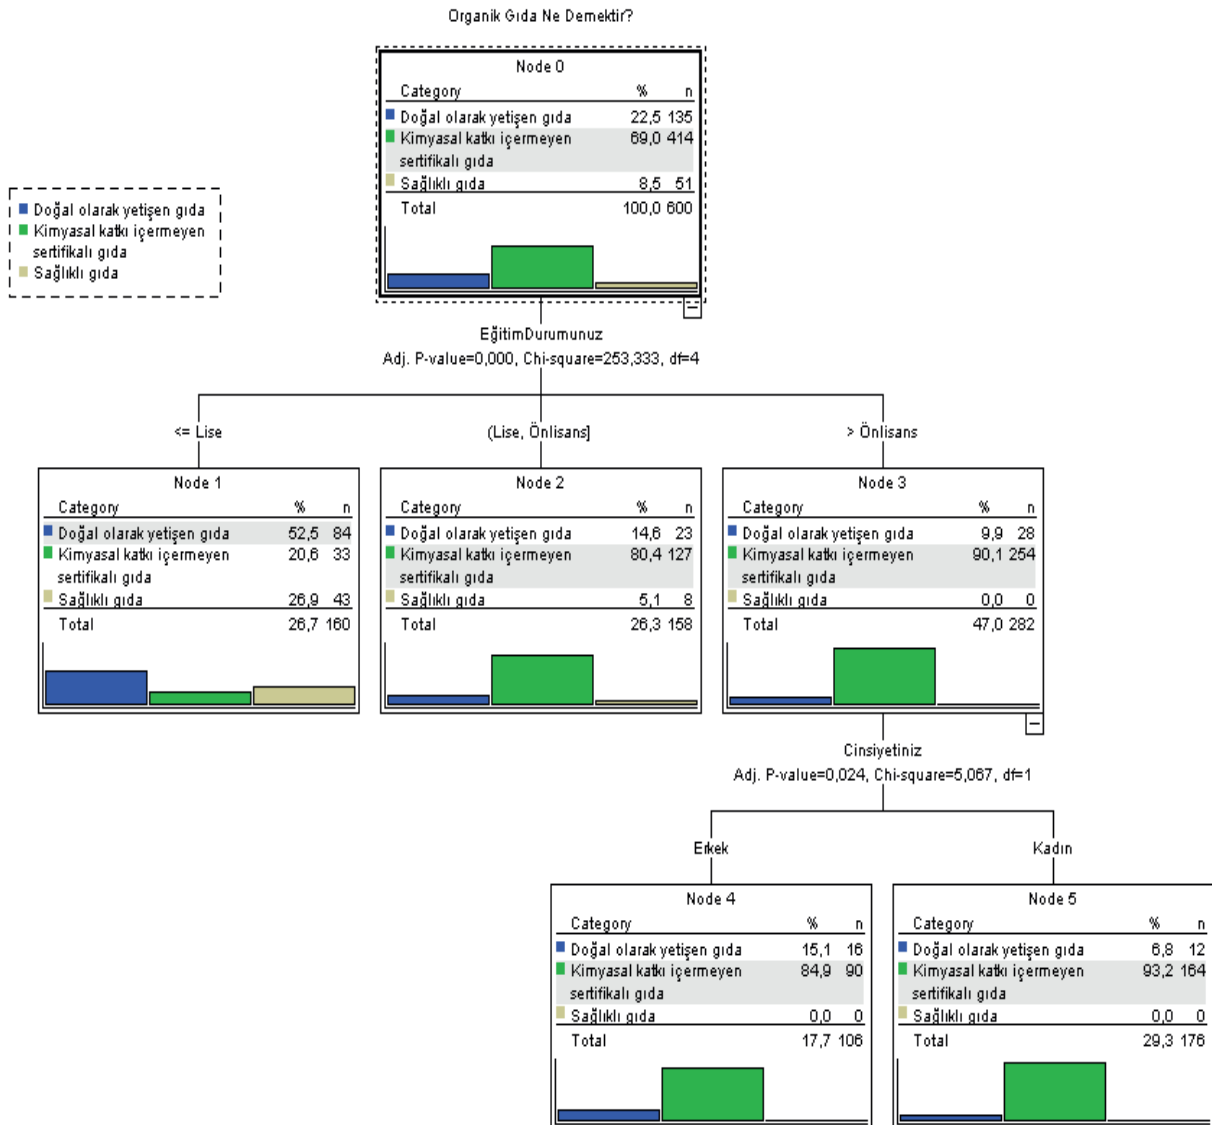 Organik Gıda Ne Demektir?
Node 0
Category % n
Doğal olarak yetişen gıda 22,5 135
Kimyasal katkı içermeyen 69,0 414
sertifikalı gıda
Sağlıklı gıda 8,5 51
Total 100,0 600
Doğal olarak yetişen gıda
Kimyasal katkı içermeyen
sertifikalı gıda
Sağlıklı gıda
EğitimDurumunuz
Adj. P-value=0,000, Chi-square=253,333, df=4
<= Lise
(Lise, Önlisans]
> Önlisans
Node 1
Category % n
Doğal olarak yetişen gıda 52,5 84
Kimyasal katkı içermeyen 20,6 33
sertifikalı gıda
Sağlıklı gıda 26,9 43
Total 26,7 160
Node 2
Category % n
Doğal olarak yetişen gıda 14,6 23
Kimyasal katkı içermeyen 80,4 127
sertifikalı gıda
Sağlıklı gıda 5,1 8
Total 26,3 158
Node 3
Category % n
Doğal olarak yetişen gıda 9,9 28
Kimyasal katkı içermeyen 90,1 254
sertifikalı gıda
Sağlıklı gıda 0,0 0
Total 47,0 282
Cinsiyetiniz
Adj. P-value=0,024, Chi-square=5,067, df=1
Erkek
Kadın
Node 4
Category % n
Doğal olarak yetişen gıda 15,1 16
Kimyasal katkı içermeyen 84,9 90
sertifikalı gıda
Sağlıklı gıda 0,0 0
Total 17,7 106
Node 5
Category % n
Doğal olarak yetişen gıda 6,8 12
Kimyasal katkı içermeyen 93,2 164
sertifikalı gıda
Sağlıklı gıda 0,0 0
Total 29,3 176